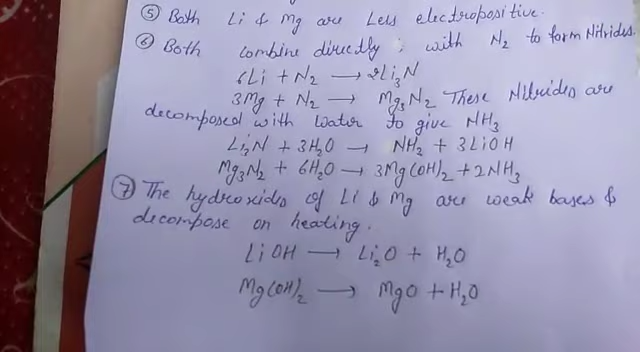 ⑤ Both Li & Mg are Less electropositive.
⑥ Both combine directly with N₂ to form Nitrides.
6Li + N₂ → 2Li₃N
3Mg + N₂ → Mg₃N₂ These Nitrides are
decomposed with water to give NH₃
Li₃N + 3H₂O → NH₃ + 3LiOH
Mg₃N₂ + 6H₂O → 3Mg(OH)₂ + 2NH₃
⑦ The hydroxides of Li & Mg are weak bases &
decompose on heating.
LiOH → Li₂O + H₂O
Mg(OH)₂ → MgO + H₂O